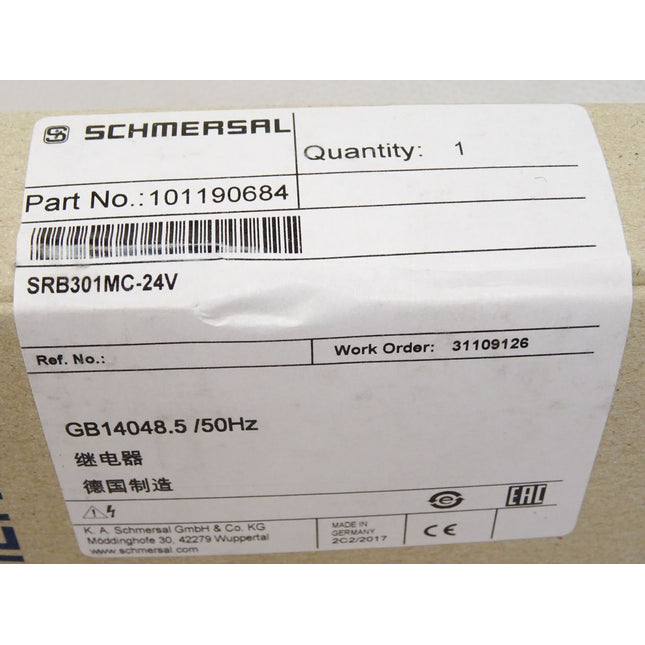 SCHMERSAL
Quantity: 1
Part No.:101190684
SRB301MC-24V
Ref. No.:
Work Order: 31109126
GB14048.5 /50Hz
继电器
德国制造
EAC
K. A. Schmersal GmbH & Co. KG
Möddinghofe 30, 42279 Wuppertal
www.schmersal.com
MADE IN
GERMANY
2C2/2017
CE